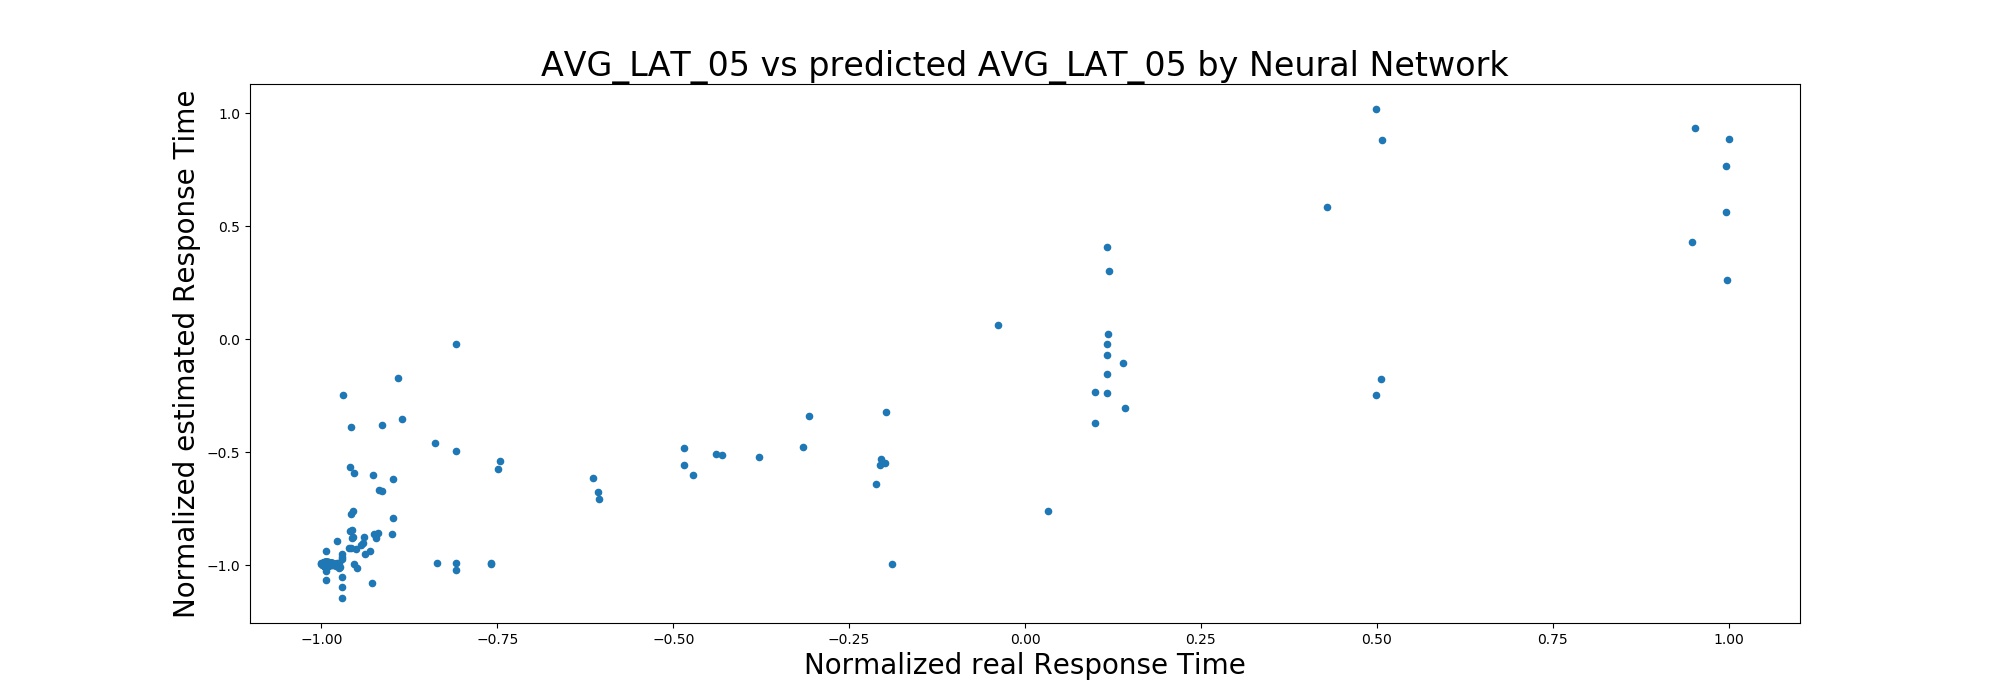 AVG_LAT_05 vs predicted AVG_LAT_05 by Neural Network
Normalized estimated Response Time
1.0
0.5
0.0
−0.5
−1.0
−1.00 −0.75 −0.50 −0.25 0.00 0.25 0.50 0.75 1.00
Normalized real Response Time